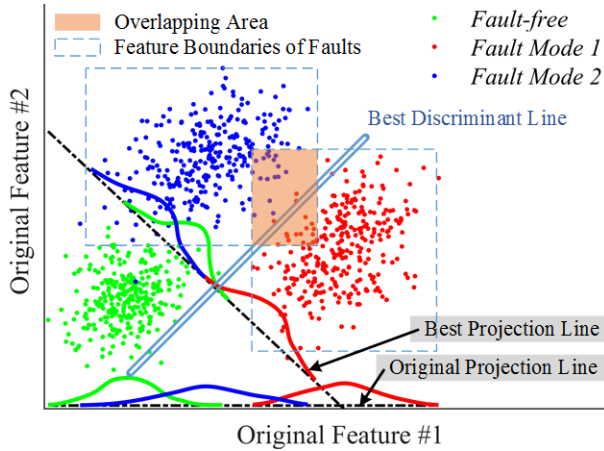 Overlapping Area
Feature Boundaries of Faults
Fault-free
Fault Mode 1
Fault Mode 2
Best Discriminant Line
Original Feature #2
Best Projection Line
Original Projection Line
Original Feature #1